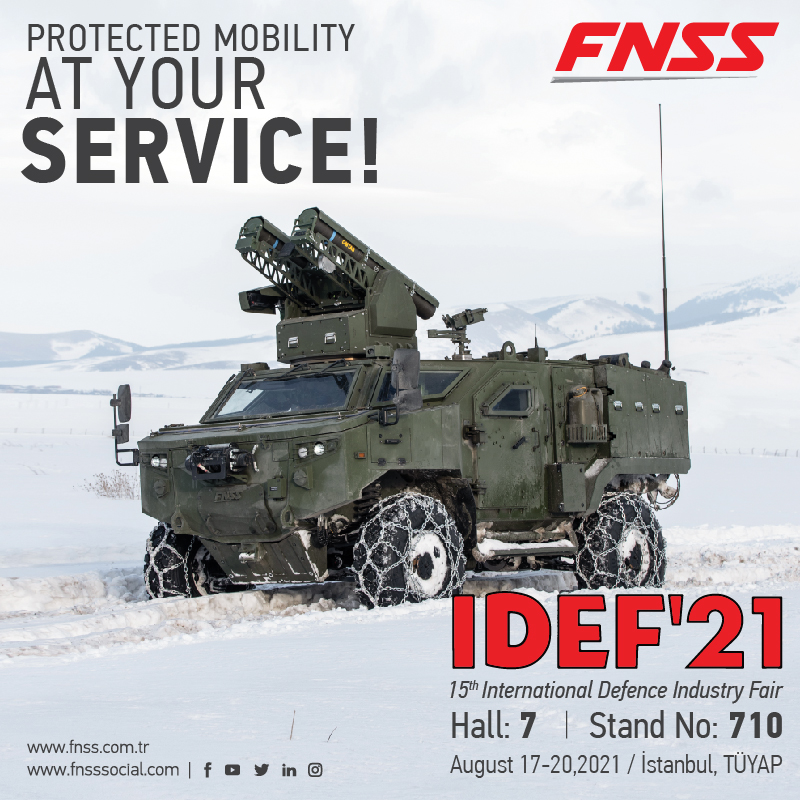 PROTECTED MOBILITY
AT YOUR
SERVICE!
FNSS
FNSS
IDEF'21
15th International Defence Industry Fair
Hall: 7 | Stand No: 710
www.fnss.com.tr
www.fnsssocial.com |
August 17-20,2021 / İstanbul, TÜYAP